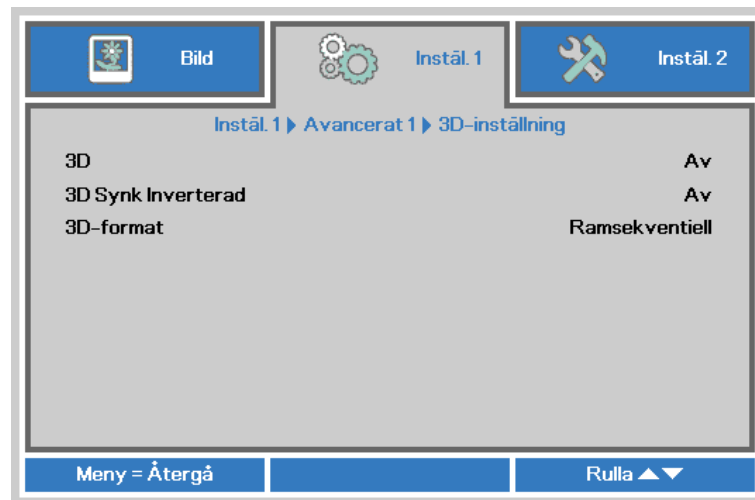 Bild
Instäl. 1
Instäl. 2
Instäl. 1 ▶ Avancerat 1 ▶ 3D-inställning
3D Av
3D Synk Inverterad Av
3D-format Ramsekventiell
Meny = Återgå
Rulla ▲▼